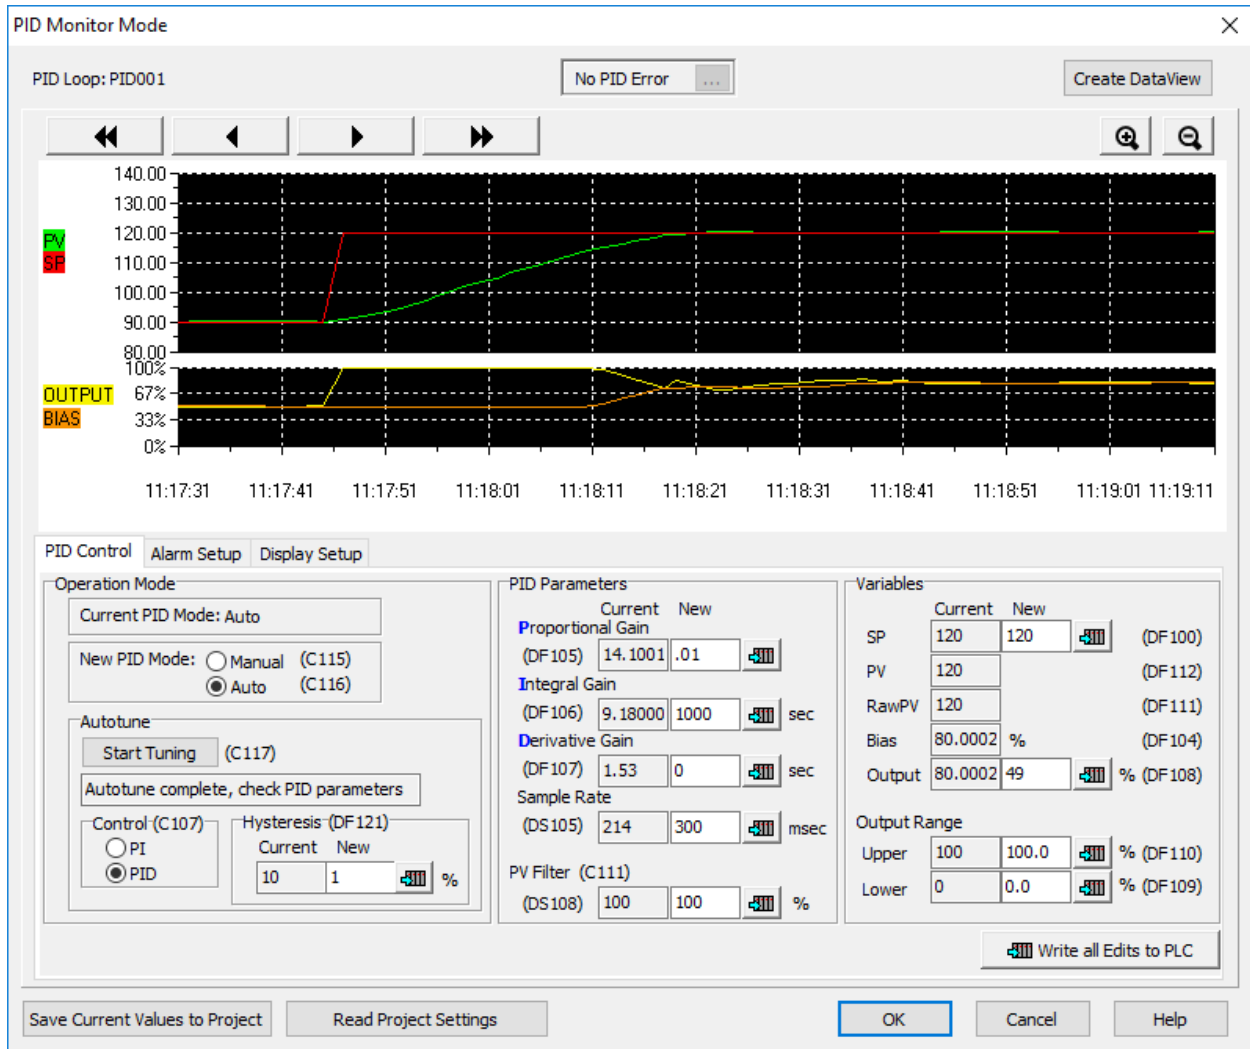 PID Monitor Mode
PID Loop: PID001
No PID Error ...
Create DataView
140.00
130.00
120.00
110.00
100.00
90.00
80.00
PV
SP
100%
67%
33%
0%
OUTPUT
BIAS
11:17:31 11:17:41 11:17:51 11:18:01 11:18:11 11:18:21 11:18:31 11:18:41 11:18:51 11:19:01 11:19:11
PID Control Alarm Setup Display Setup
Operation Mode
Current PID Mode: Auto
New PID Mode: Manual (C115)
Auto (C116)
Autotune
Start Tuning (C117)
Autotune complete, check PID parameters
Control (C107)
PI
PID
Hysteresis (DF121)
Current New
10 1 %
PID Parameters
Current New
Proportional Gain
(DF105) 14.1001 .01
Integral Gain
(DF106) 9.18000 1000 sec
Derivative Gain
(DF107) 1.53 0 sec
Sample Rate
(DS105) 214 300 msec
PV Filter (C111)
(DS108) 100 100 %
Variables
Current New
SP 120 120 (DF100)
PV 120 (DF112)
RawPV 120 (DF111)
Bias 80.0002 % (DF104)
Output 80.0002 49 % (DF108)
Output Range
Upper 100 100.0 % (DF110)
Lower 0 0.0 % (DF109)
Write all Edits to PLC
Save Current Values to Project Read Project Settings OK Cancel Help